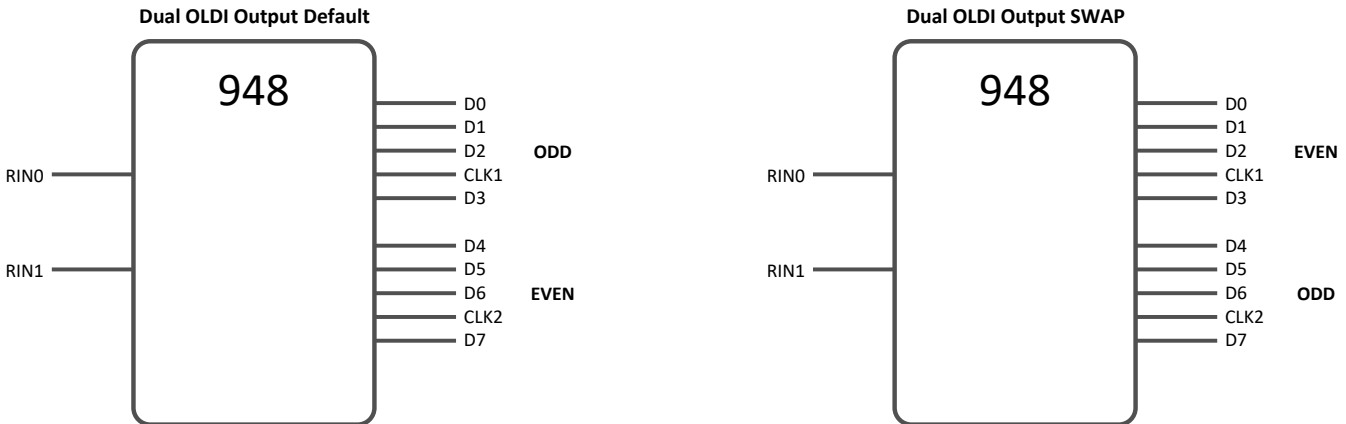 Dual OLDI Output Default
948
D0
D1
D2
ODD
RIN0
CLK1
D3
D4
RIN1
D5
D6
EVEN
CLK2
D7
Dual OLDI Output SWAP
948
D0
D1
D2
EVEN
RIN0
CLK1
D3
D4
RIN1
D5
D6
ODD
CLK2
D7